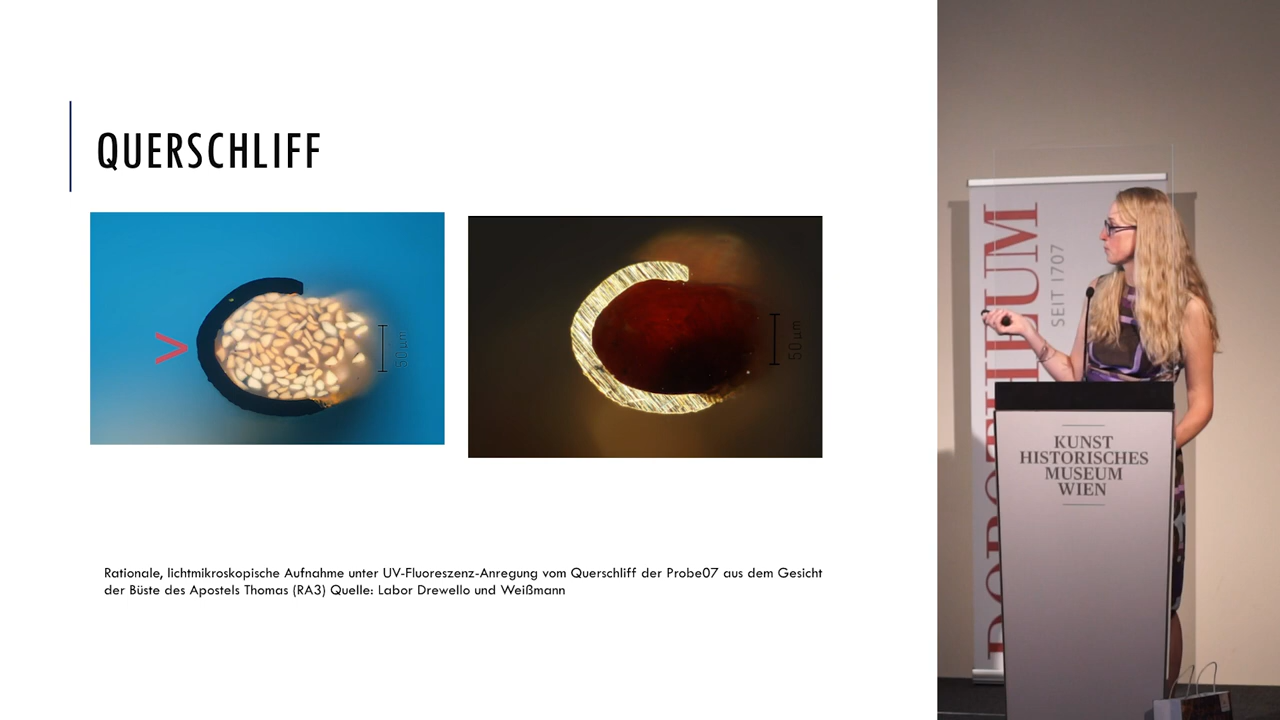 QUERSCHLIFF
50 µm
50 µm
Rationale, lichtmikroskopische Aufnahme unter UV-Fluoreszenz-Anregung vom Querschliff der Probe07 aus dem Gesicht
der Büste des Apostels Thomas (RA3) Quelle: Labor Drewello und Weißmann
DOROTHEUM
SEIT 1707
KUNST
HISTORISCHES
MUSEUM
WIEN